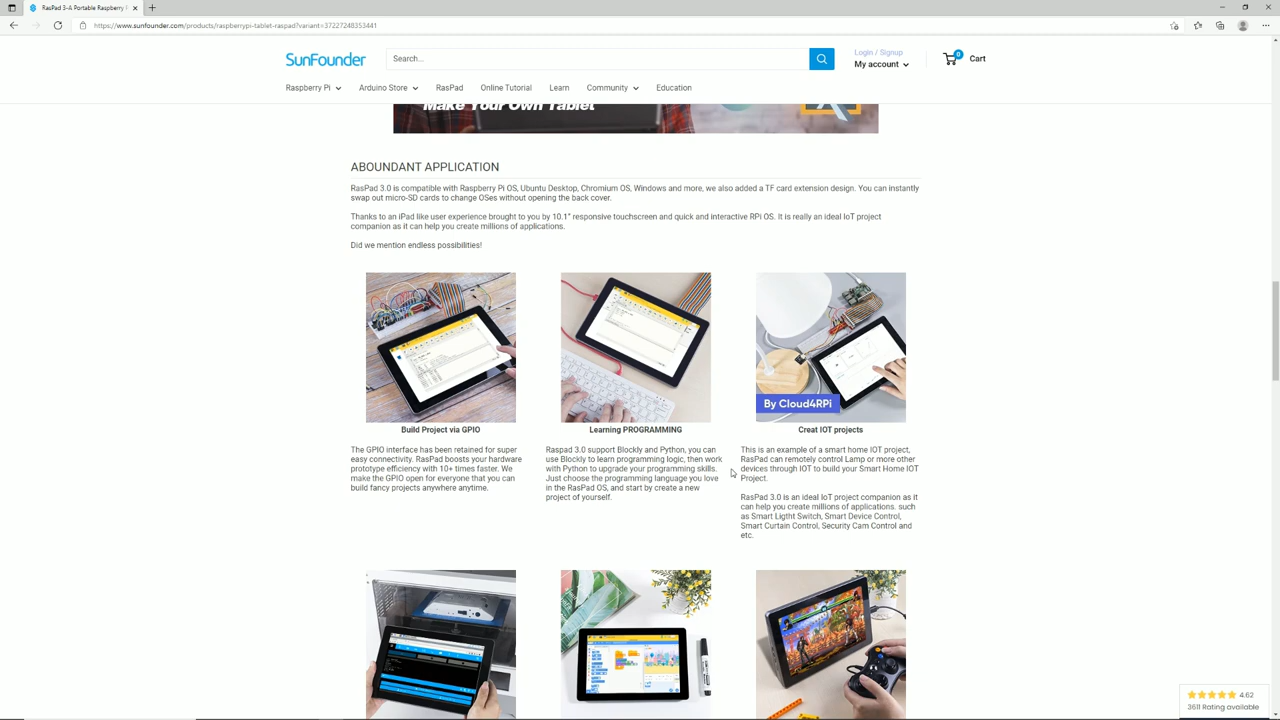 RasPad 3-A Portable Raspberry P
https://www.sunfounder.com/products/raspberrypi-tablet-raspad?variant=37227248353441
SunFounder
Search...
Login / Signup
My account
0
Cart
Raspberry Pi
Arduino Store
RasPad
Online Tutorial
Learn
Community
Education
Make Your Own Tablet
ABOUNDANT APPLICATION
RasPad 3.0 is compatible with Raspberry Pi OS, Ubuntu Desktop, Chromium OS, Windows and more, we also added a TF card extension design. You can instantly
swap out micro-SD cards to change OSes without opening the back cover.
Thanks to an iPad like user experience brought to you by 10.1" responsive touchscreen and quick and interactive RPi OS. It is really an ideal IoT project
companion as it can help you create millions of applications.
Did we mention endless possibilities!
By Cloud4RPi
Build Project via GPIO
The GPIO interface has been retained for super
easy connectivity. RasPad boosts your hardware
prototype efficiency with 10+ times faster. We
make the GPIO open for everyone that you can
build fancy projects anywhere anytime.
Learning PROGRAMMING
Raspad 3.0 support Blockly and Python, you can
use Blockly to learn programming logic, then work
with Python to upgrade your programming skills.
Just choose the programming language you love
in the RasPad OS, and start by create a new
project of yourself.
Creat IOT projects
This is an example of a smart home IOT project,
RasPad can remotely control Lamp or more other
devices through IOT to build your Smart Home IOT
Project.
RasPad 3.0 is an ideal IoT project companion as it
can help you create millions of applications. such
as Smart Ligtht Switch, Smart Device Control,
Smart Curtain Control, Security Cam Control and
etc.
4.62
3611 Rating available